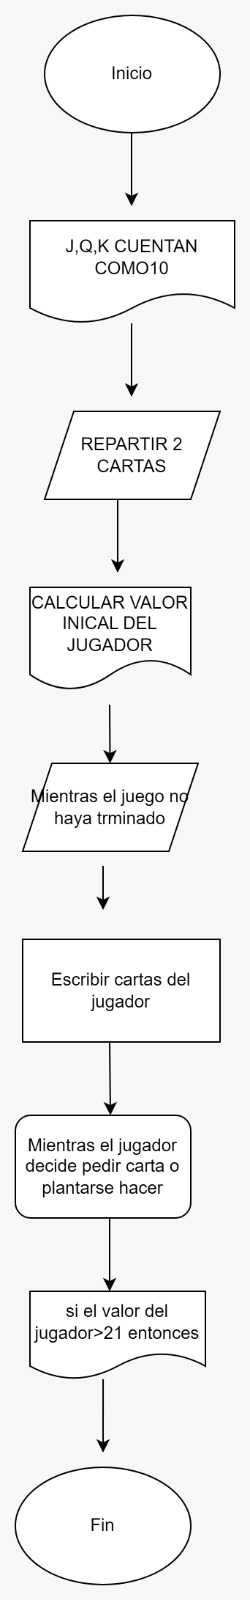 Inicio
J,Q,K CUENTAN
COMO10
REPARTIR 2
CARTAS
CALCULAR VALOR
INICAL DEL
JUGADOR
Mientras el juego no
haya trminado
Escribir cartas del
jugador
Mientras el jugador
decide pedir carta o
plantarse hacer
si el valor del
jugador>21 entonces
Fin